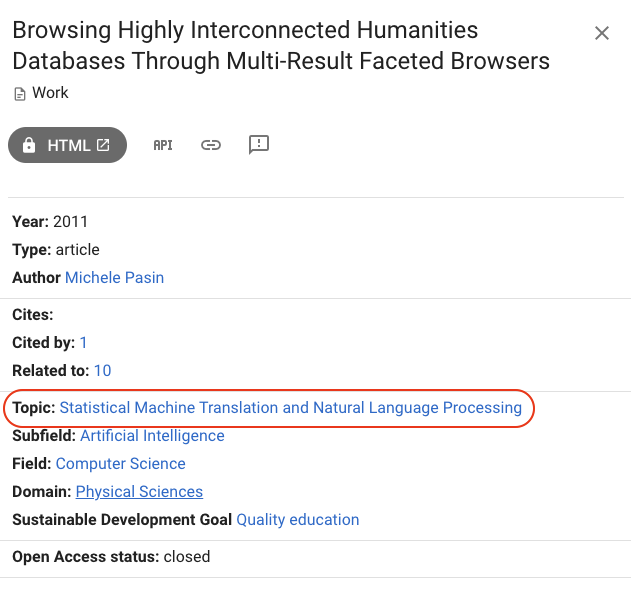 Browsing Highly Interconnected Humanities
Databases Through Multi-Result Faceted Browsers
Work
HTML
API
Year: 2011
Type: article
Author Michele Pasin
Cites:
Cited by: 1
Related to: 10
Topic: Statistical Machine Translation and Natural Language Processing
Subfield: Artificial Intelligence
Field: Computer Science
Domain: Physical Sciences
Sustainable Development Goal Quality education
Open Access status: closed